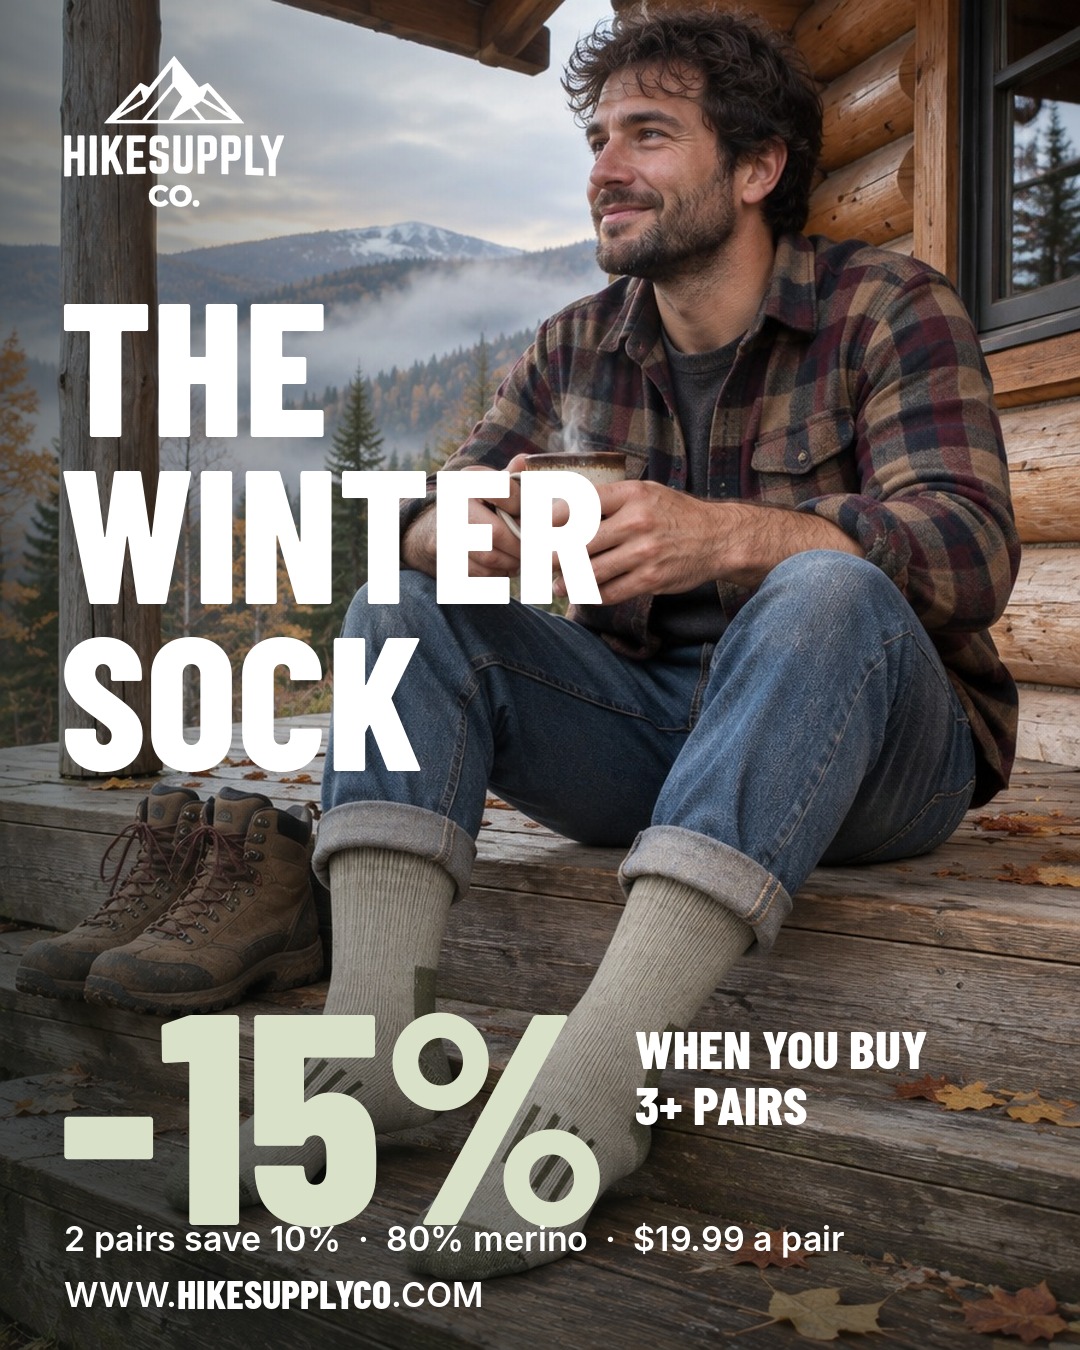 HIKESUPPLY
CO.
THE
WINTER
SOCK
-15%
WHEN YOU BUY
3+ PAIRS
2 pairs save 10% · 80% merino · $19.99 a pair
WWW.HIKESUPPLYCO.COM